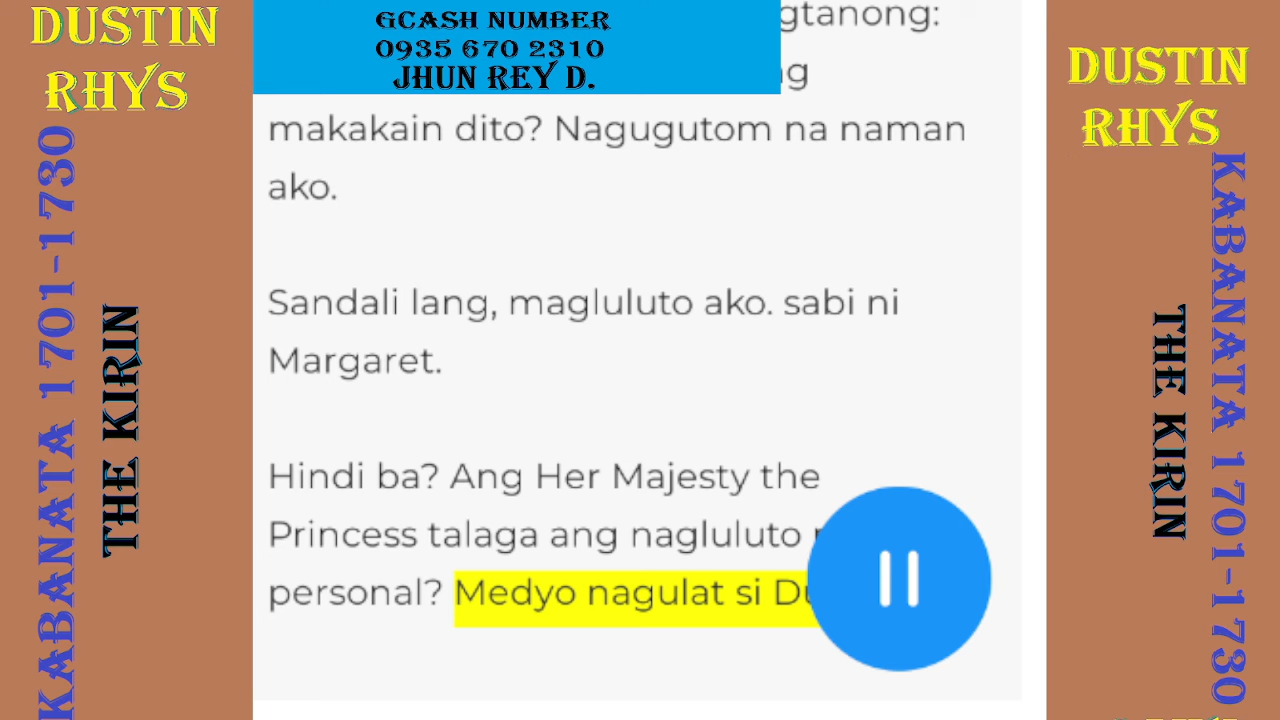 DUSTIN
RHYS
KABANATA 1701-1730
THE KIRIN
GCASH NUMBER
0935 670 2310
JHUN REY D.
makakain dito? Nagugutom na naman
ako.
Sandali lang, magluluto ako. sabi ni
Margaret.
Hindi ba? Ang Her Majesty the
Princess talaga ang nagluluto
personal? Medyo nagulat si
DUSTIN
RHYS
KABANATA 1701-1730
THE KIRIN